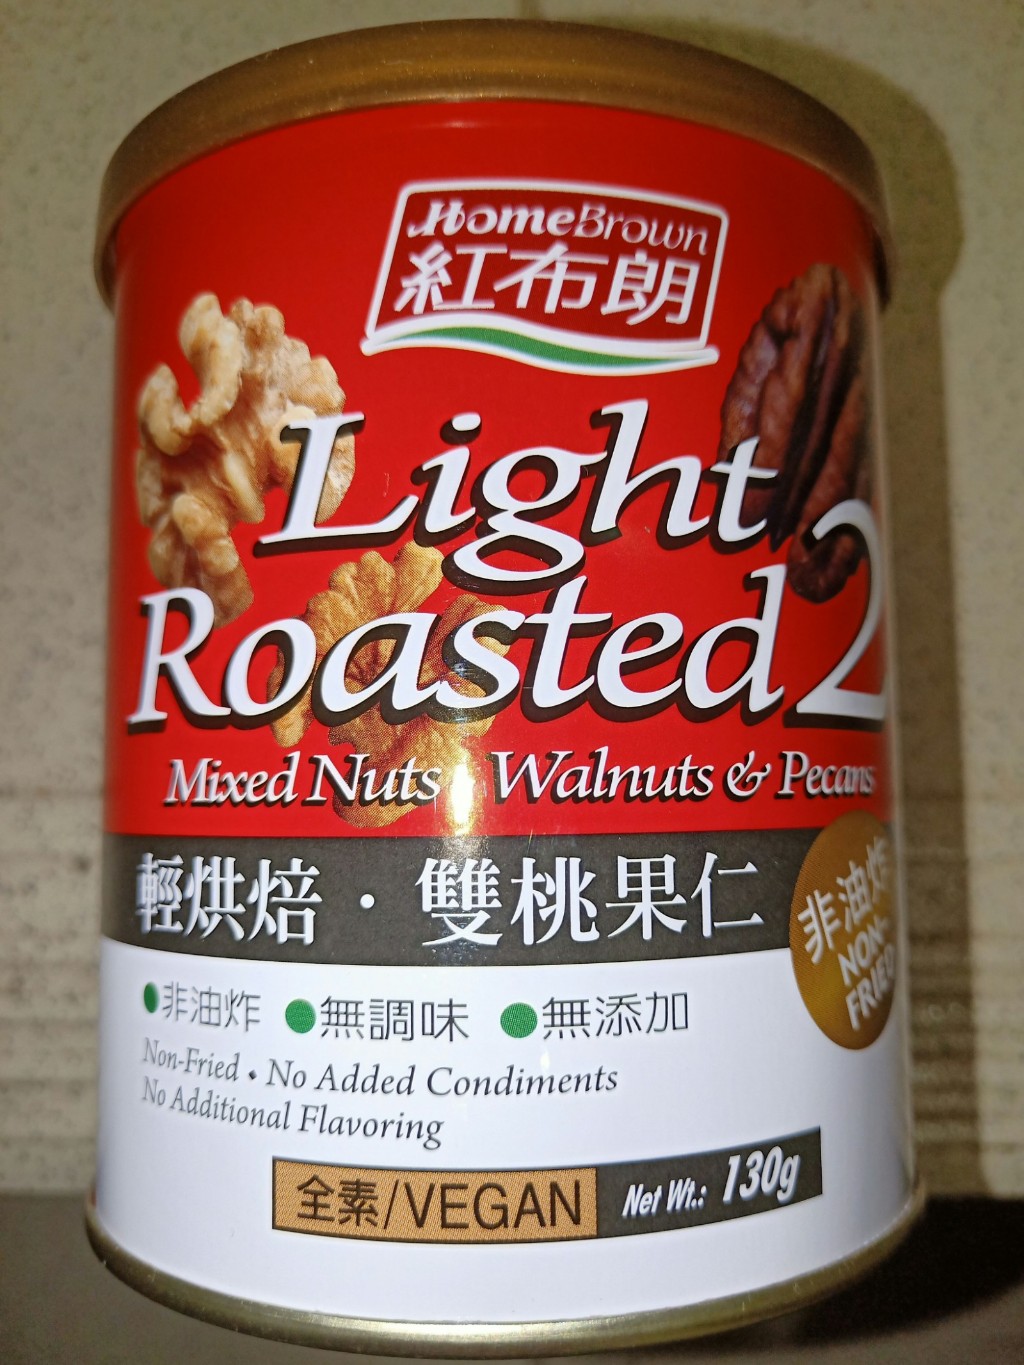 HomeBrown
紅布朗
Light
Roasted 2
Mixed Nuts Walnuts & Pecans
輕烘焙・雙桃果仁
非油炸
NON-
FRIED
●非油炸 ●無調味 ●無添加
Non-Fried • No Added Condiments
No Additional Flavoring
全素/VEGAN Net Wt.: 130g